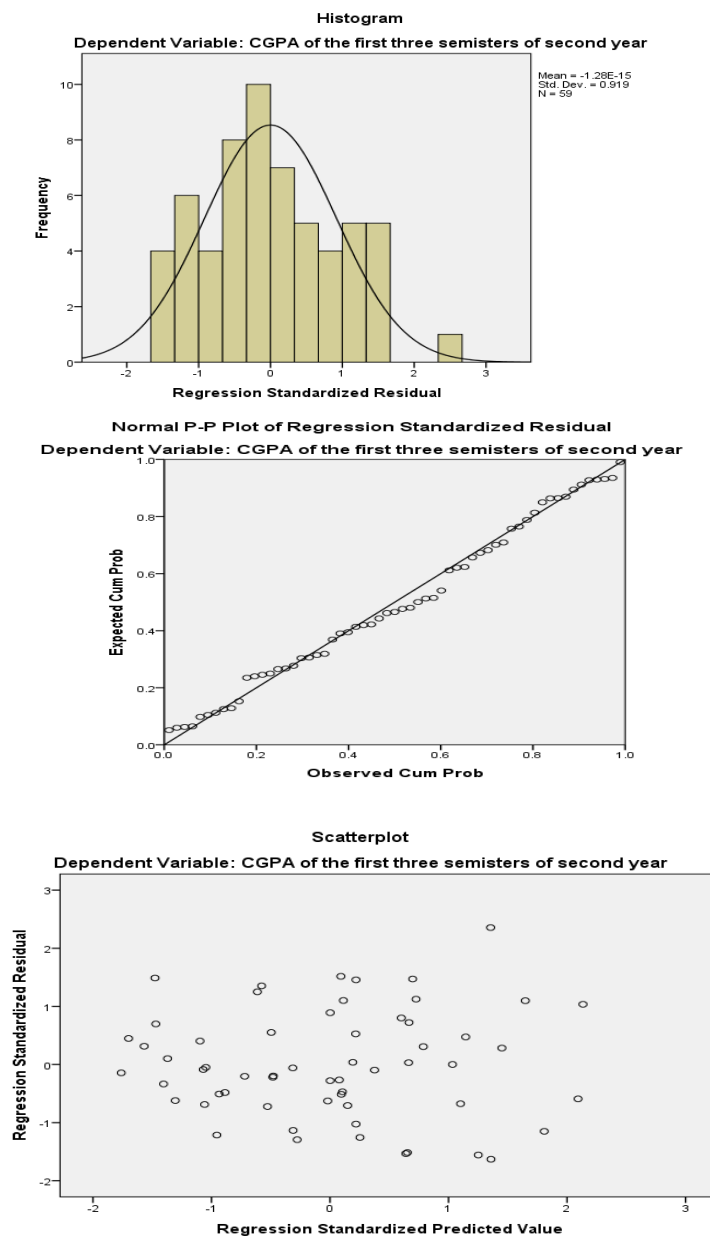 Histogram
Dependent Variable: CGPA of the first three semisters of second year
Mean = -1.28E-15
Std. Dev. = 0.919
N = 59
Frequency
10
8
6
4
2
0
-2 -1 0 1 2 3
Regression Standardized Residual
Normal P-P Plot of Regression Standardized Residual
Dependent Variable: CGPA of the first three semisters of second year
Expected Cum Prob
1.0
0.8
0.6
0.4
0.2
0.0
0.0 0.2 0.4 0.6 0.8 1.0
Observed Cum Prob
Scatterplot
Dependent Variable: CGPA of the first three semisters of second year
Regression Standardized Residual
3
2
1
0
-1
-2
-2 -1 0 1 2 3
Regression Standardized Predicted Value